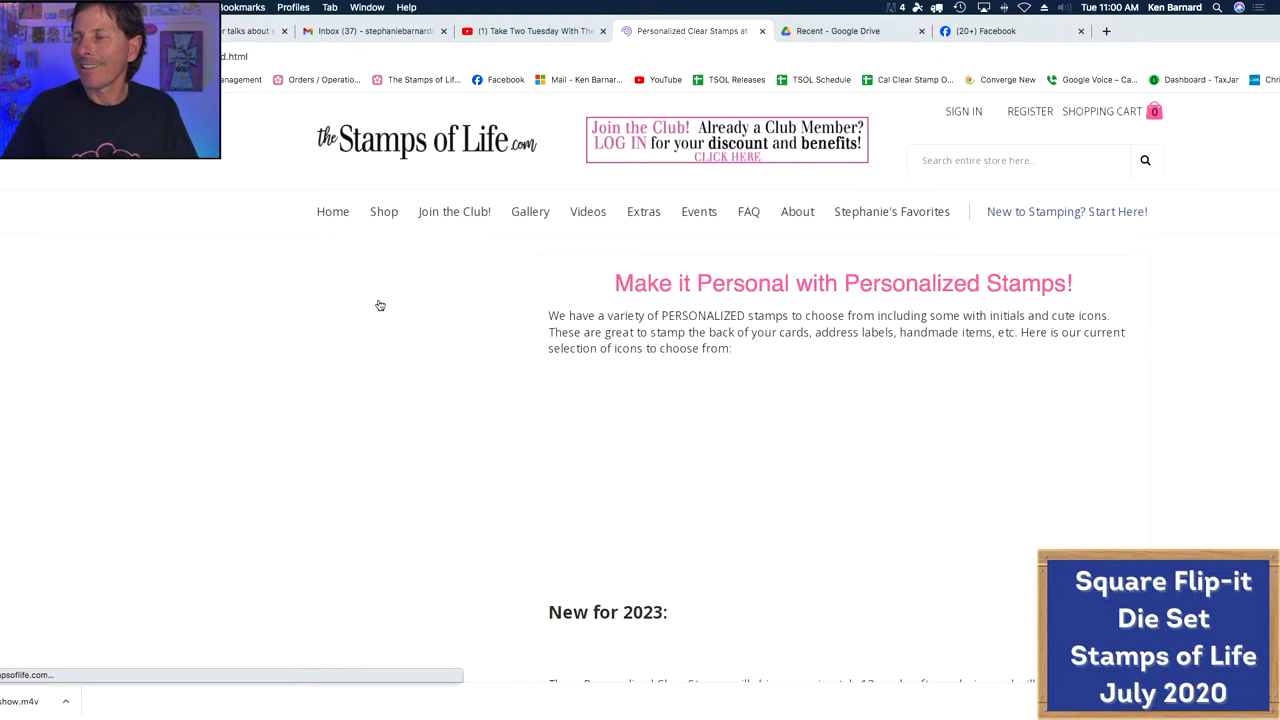 Bookmarks Profiles Tab Window Help
4 Tue 11:00 AM Ken Barnard
talks about Inbox (37) - stephaniebarnards (1) Take Two Tuesday With The Personalized Clear Stamps at Recent - Google Drive (20+) Facebook
d.html
Orders / Operatio... The Stamps of Lif... Facebook Mail - Ken Barnar... YouTube TSOL Releases TSOL Schedule Cal Clear Stamp O... Converge New Google Voice – Ca... Dashboard - TaxJar
SIGN IN REGISTER SHOPPING CART 0
the Stamps of Life.com
Join the Club! Already a Club Member?
LOG IN for your discount and benefits!
CLICK HERE
Search entire store here...
Home Shop Join the Club! Gallery Videos Extras Events FAQ About Stephanie's Favorites New to Stamping? Start Here!
Make it Personal with Personalized Stamps!
We have a variety of PERSONALIZED stamps to choose from including some with initials and cute icons.
These are great to stamp the back of your cards, address labels, handmade items, etc. Here is our current
selection of icons to choose from:
New for 2023:
psoflife.com...
show.m4v
Square Flip-it
Die Set
Stamps of Life
July 2020